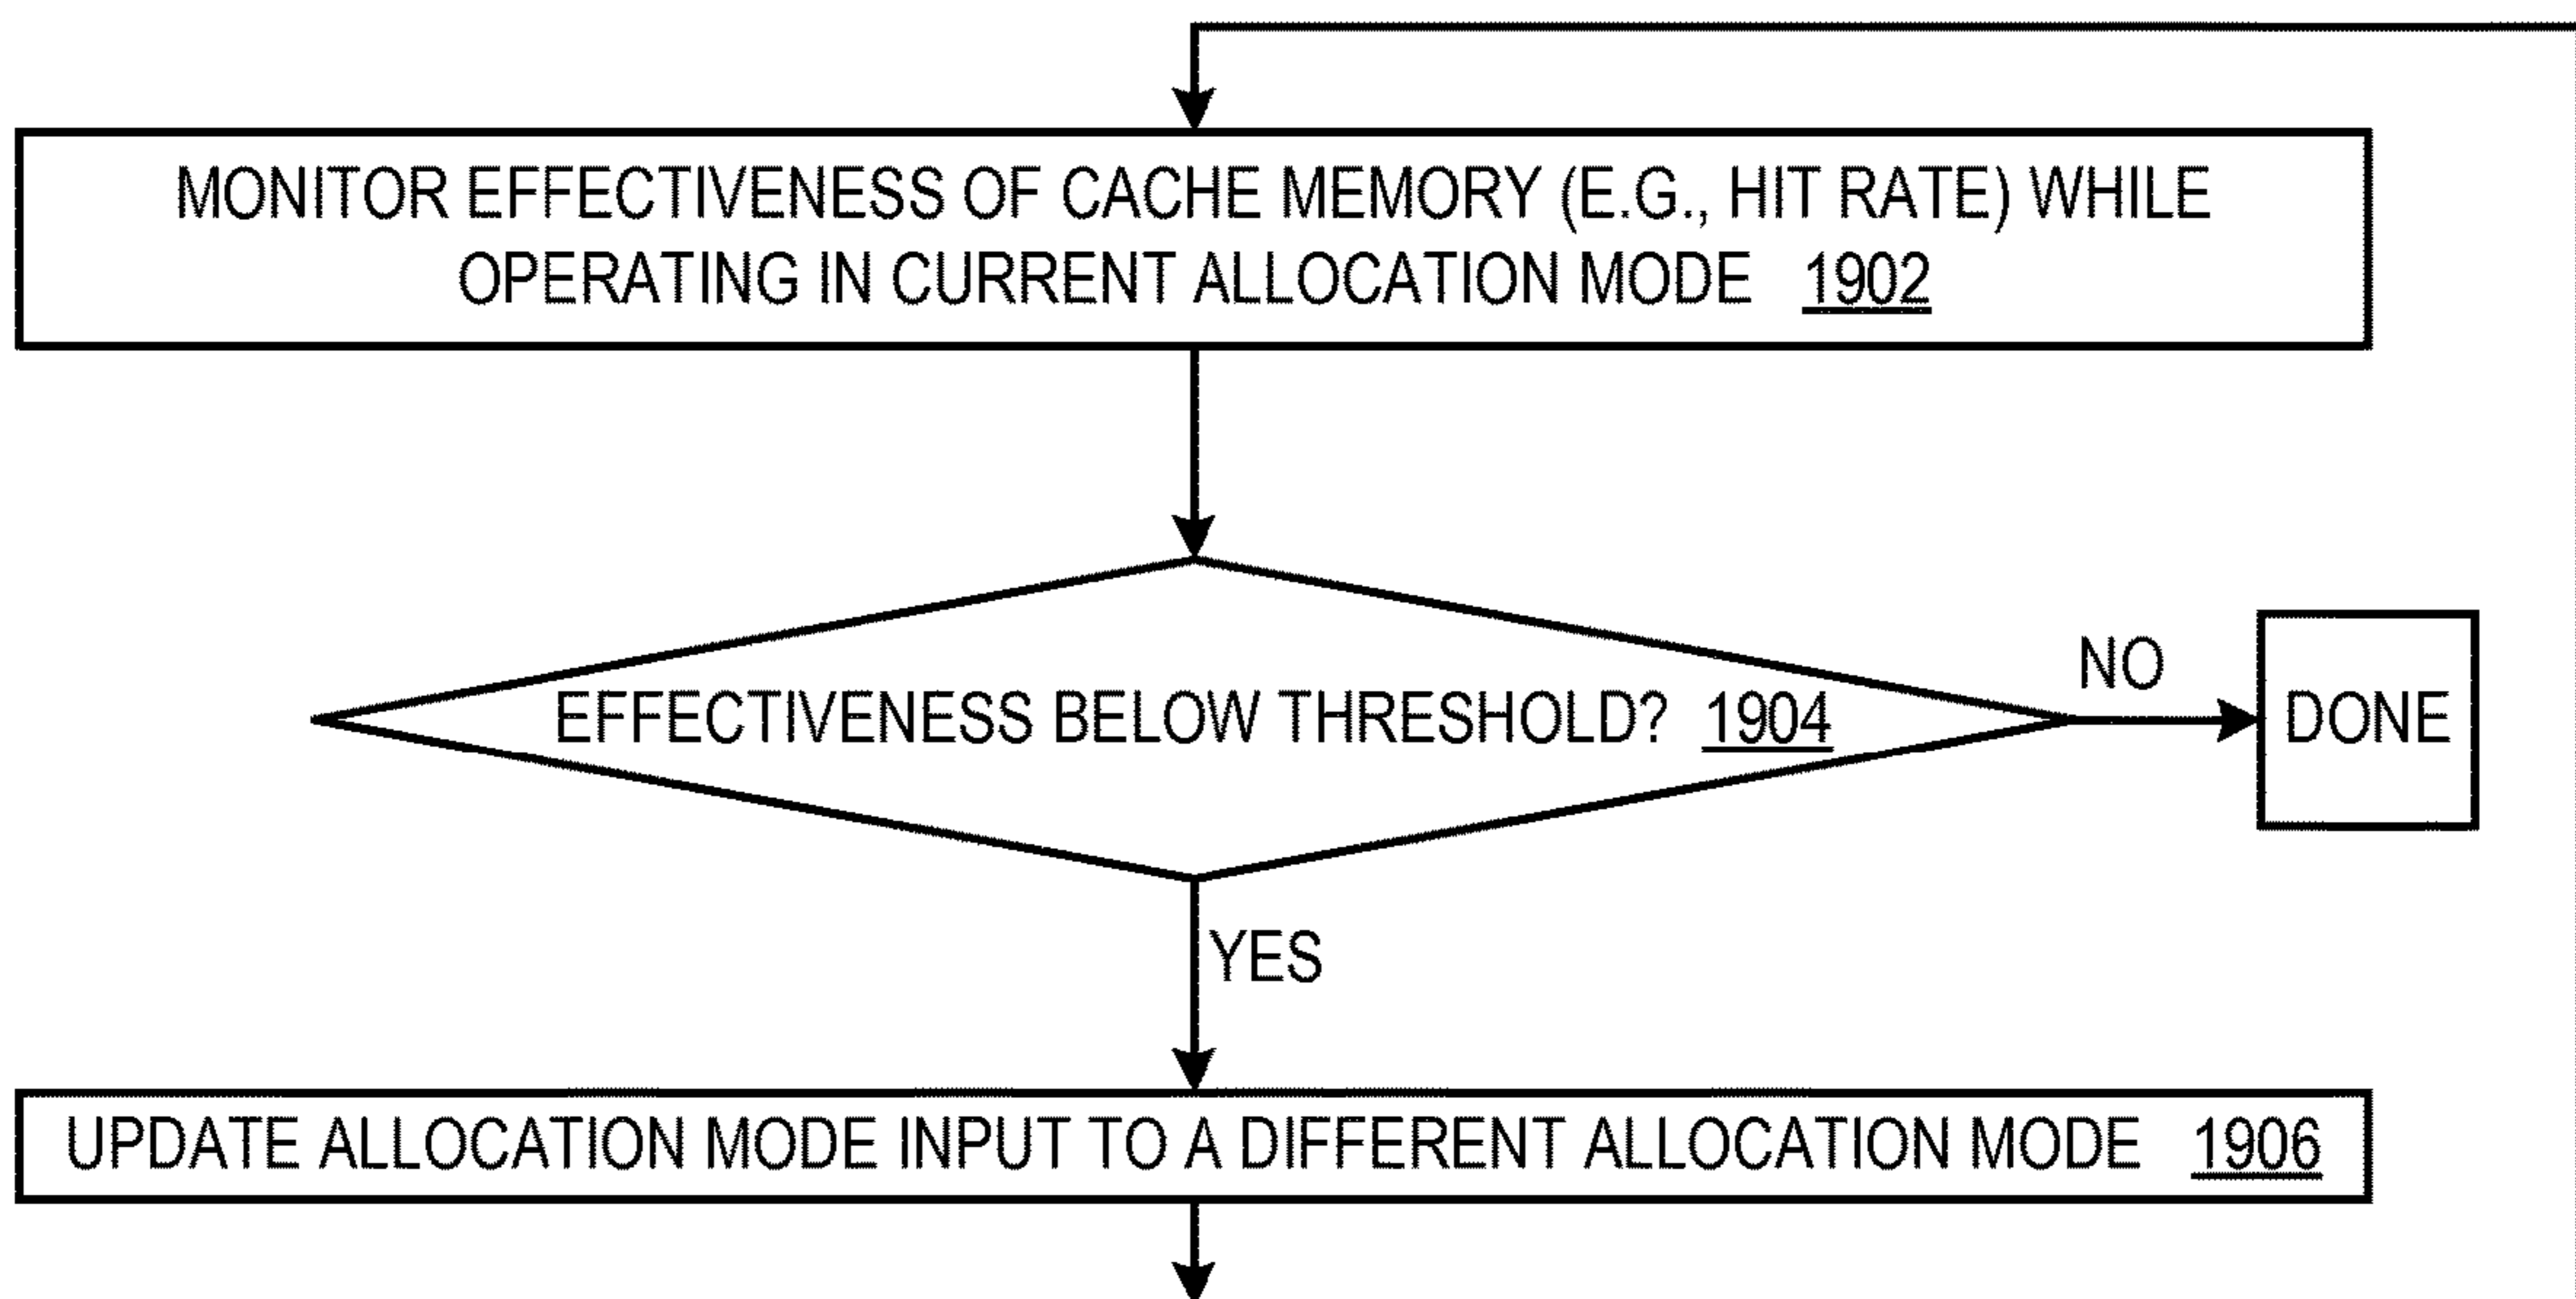 MONITOR EFFECTIVENESS OF CACHE MEMORY (E.G., HIT RATE) WHILE
OPERATING IN CURRENT ALLOCATION MODE 1902
EFFECTIVENESS BELOW THRESHOLD? 1904
NO
DONE
YES
UPDATE ALLOCATION MODE INPUT TO A DIFFERENT ALLOCATION MODE 1906